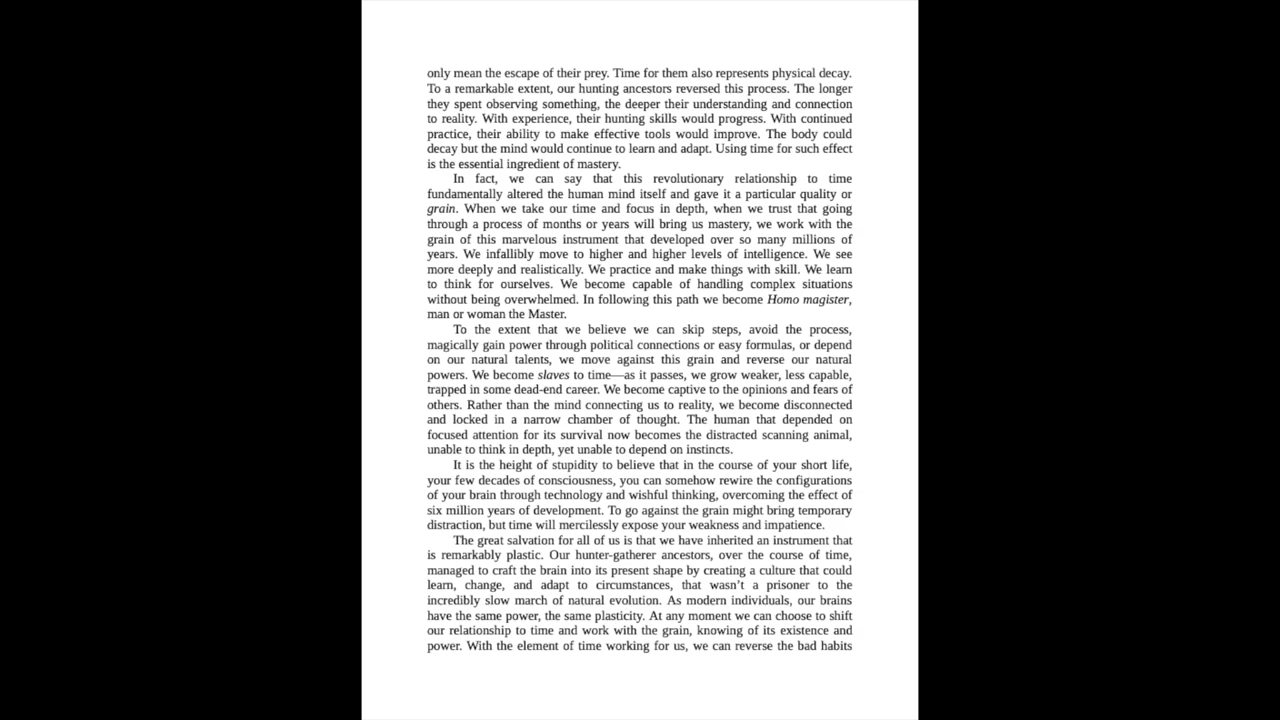 only mean the escape of their prey. Time for them also represents physical decay.
To a remarkable extent, our hunting ancestors reversed this process. The longer
they spent observing something, the deeper their understanding and connection
to reality. With experience, their hunting skills would progress. With continued
practice, their ability to make effective tools would improve. The body could
decay but the mind would continue to learn and adapt. Using time for such effect
is the essential ingredient of mastery.
In fact, we can say that this revolutionary relationship to time
fundamentally altered the human mind itself and gave it a particular quality or
grain. When we take our time and focus in depth, when we trust that going
through a process of months or years will bring us mastery, we work with the
grain of this marvelous instrument that developed over so many millions of
years. We infallibly move to higher and higher levels of intelligence. We see
more deeply and realistically. We practice and make things with skill. We learn
to think for ourselves. We become capable of handling complex situations
without being overwhelmed. In following this path we become Homo magister,
man or woman the Master.
To the extent that we believe we can skip steps, avoid the process,
magically gain power through political connections or easy formulas, or depend
on our natural talents, we move against this grain and reverse our natural
powers. We become slaves to time—as it passes, we grow weaker, less capable,
trapped in some dead-end career. We become captive to the opinions and fears of
others. Rather than the mind connecting us to reality, we become disconnected
and locked in a narrow chamber of thought. The human that depended on
focused attention for its survival now becomes the distracted scanning animal,
unable to think in depth, yet unable to depend on instincts.
It is the height of stupidity to believe that in the course of your short life,
your few decades of consciousness, you can somehow rewire the configurations
of your brain through technology and wishful thinking, overcoming the effect of
six million years of development. To go against the grain might bring temporary
distraction, but time will mercilessly expose your weakness and impatience.
The great salvation for all of us is that we have inherited an instrument that
is remarkably plastic. Our hunter-gatherer ancestors, over the course of time,
managed to craft the brain into its present shape by creating a culture that could
learn, change, and adapt to circumstances, that wasn't a prisoner to the
incredibly slow march of natural evolution. As modern individuals, our brains
have the same power, the same plasticity. At any moment we can choose to shift
our relationship to time and work with the grain, knowing of its existence and
power. With the element of time working for us, we can reverse the bad habits